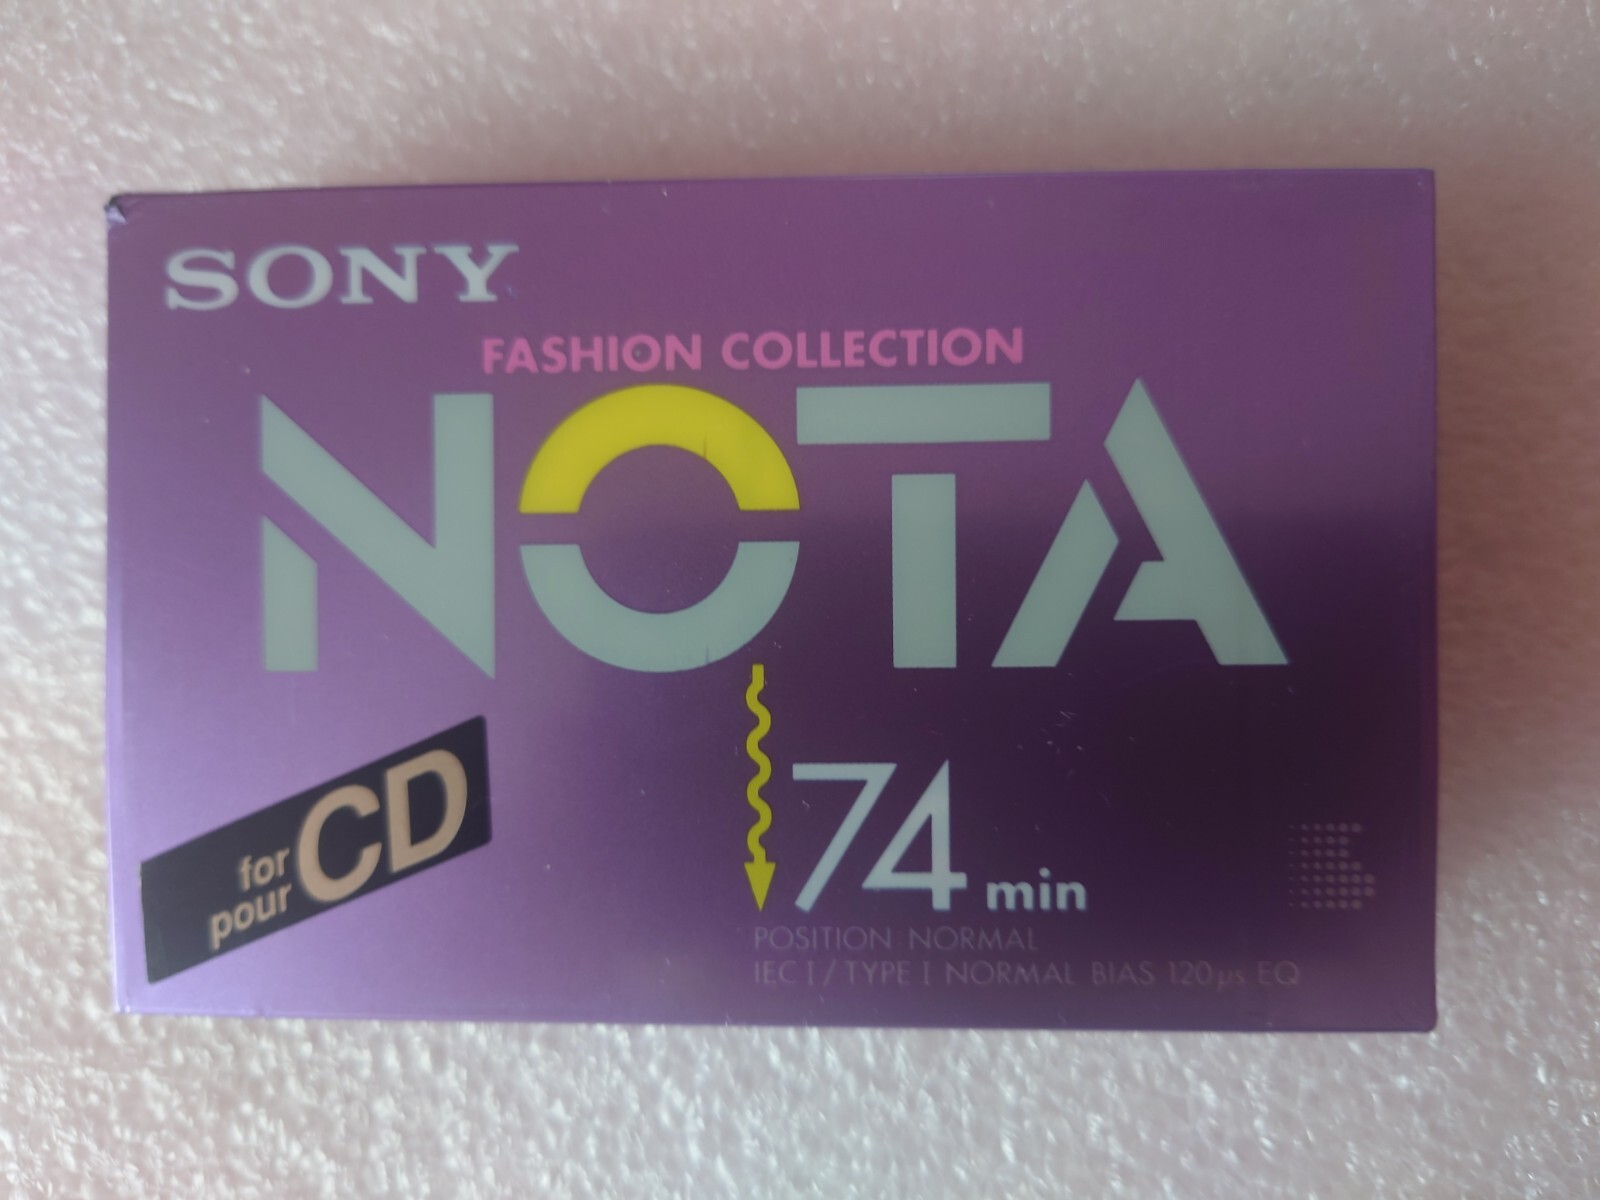 SONY
FASHION COLLECTION
NOTA
for
pour CD
74 min
POSITION NORMAL
IEC I / TYPE I NORMAL BIAS 120µs EQ